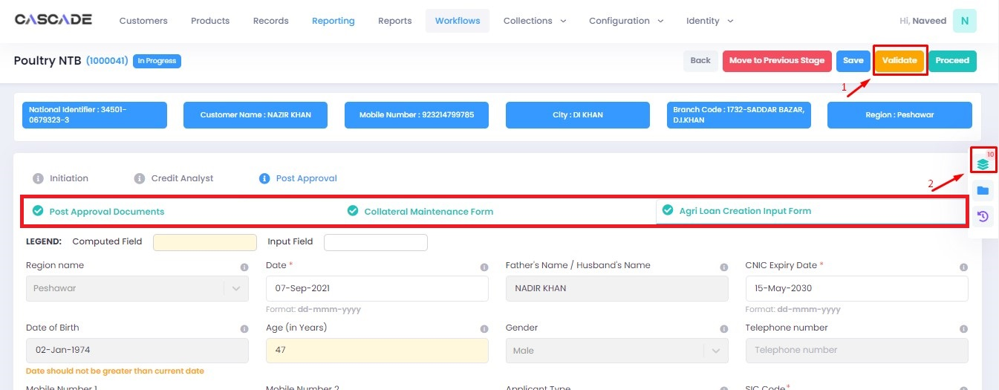 CASCADE Customers Products Records Reporting Reports Workflows Collections Configuration Identity Hi, Naveed N
Poultry NTB (1000041) In Progress Back Move to Previous Stage Save Validate Proceed
1
National Identifier : 34501-
0679323-3
Customer Name : NAZIR KHAN
Mobile Number : 923214799765
City : DI KHAN
Branch Code : 1732-SADDAR BAZAR,
D.I.KHAN
Region : Peshawar
10
2
Initiation Credit Analyst Post Approval
Post Approval Documents Collateral Maintenance Form Agri Loan Creation Input Form
LEGEND: Computed Field Input Field
Region name Date * Father's Name / Husband's Name CNIC Expiry Date *
Peshawar 07-Sep-2021 NADIR KHAN 15-May-2030
Format: dd-mmm-yyyy Format: dd-mmm-yyyy
Date of Birth Age (in Years) Gender Telephone number
02-Jan-1974 47 Male Telephone number
Date should not be greater than current date
Mobile Number 1 Mobile Number 2 Applicant Type SIC Code*